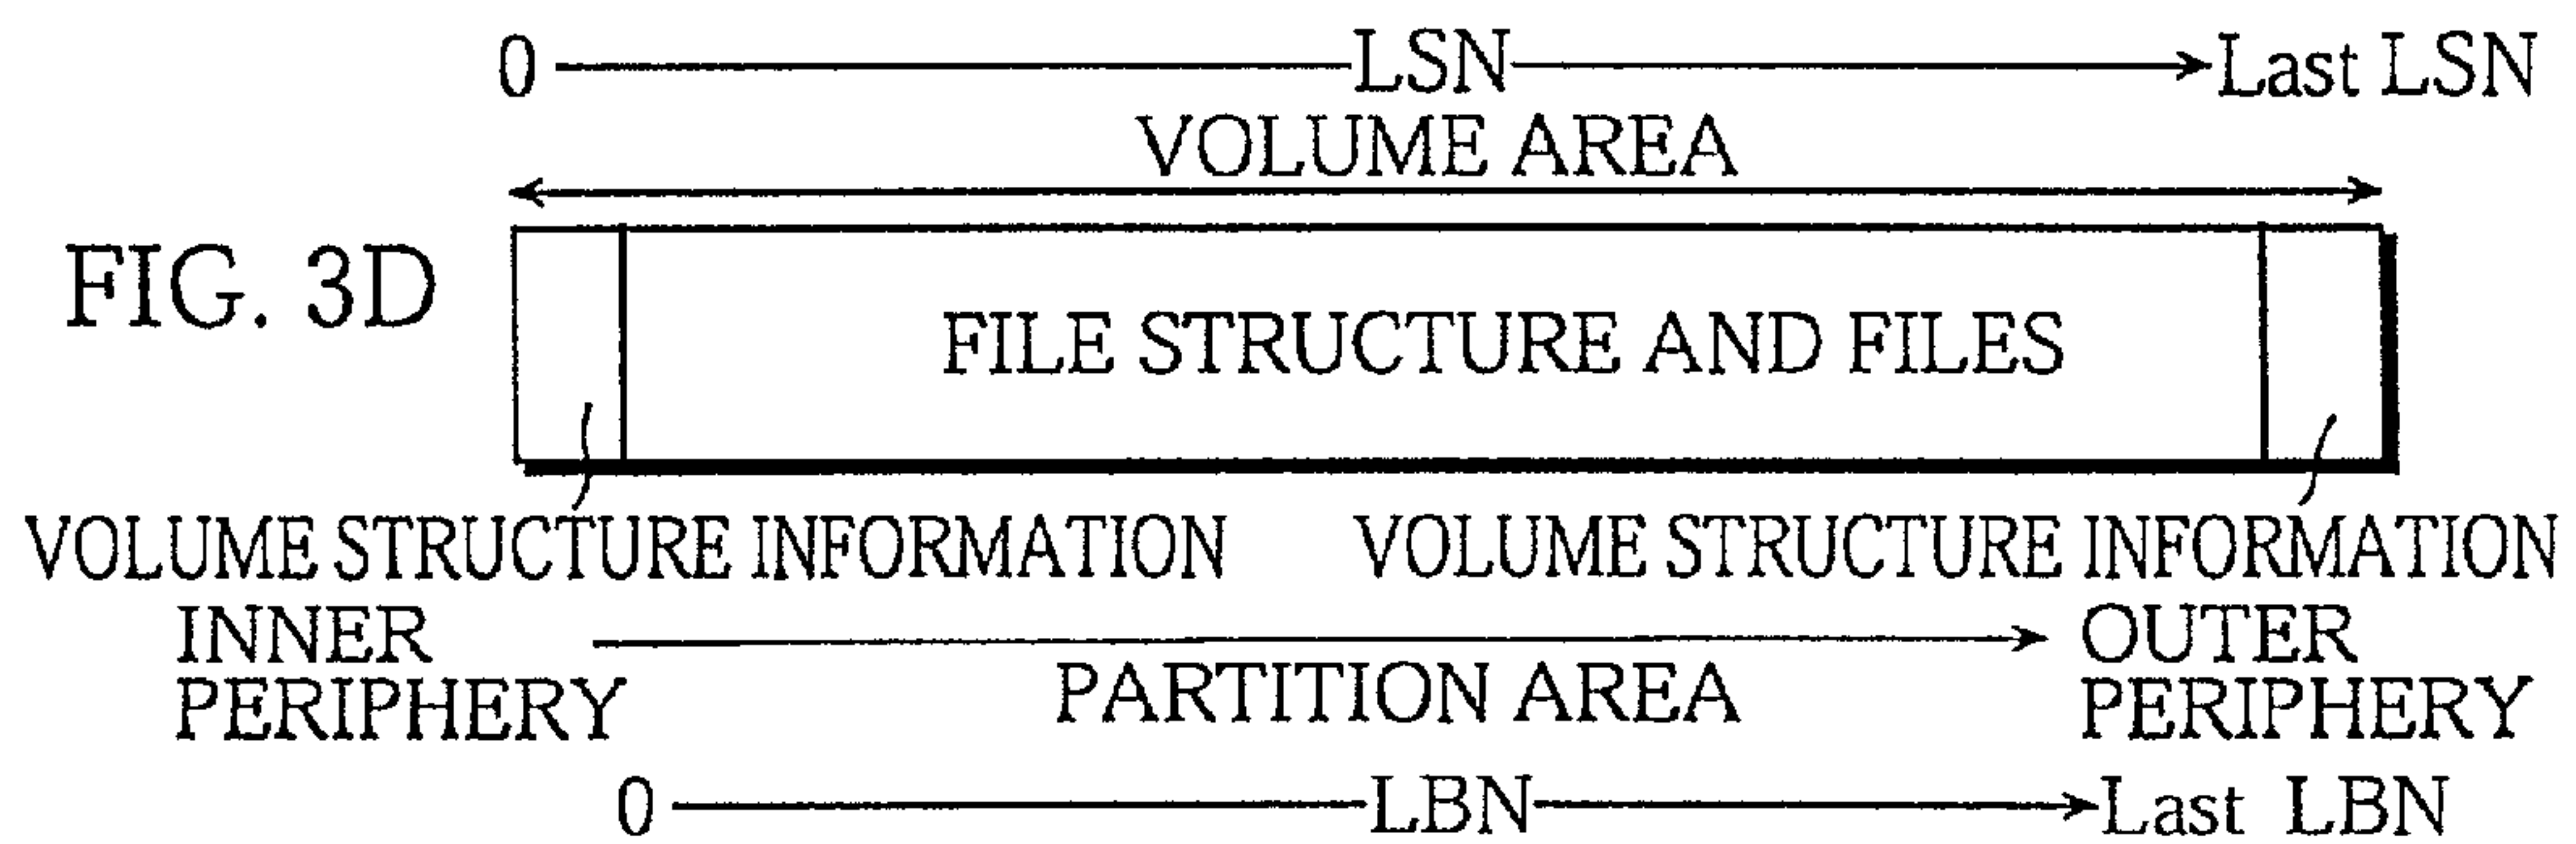 0 LSN Last LSN
VOLUME AREA
FIG. 3D
FILE STRUCTURE AND FILES
VOLUME STRUCTURE INFORMATION VOLUME STRUCTURE INFORMATION
INNER PERIPHERY
PARTITION AREA
OUTER PERIPHERY
0 LBN Last LBN